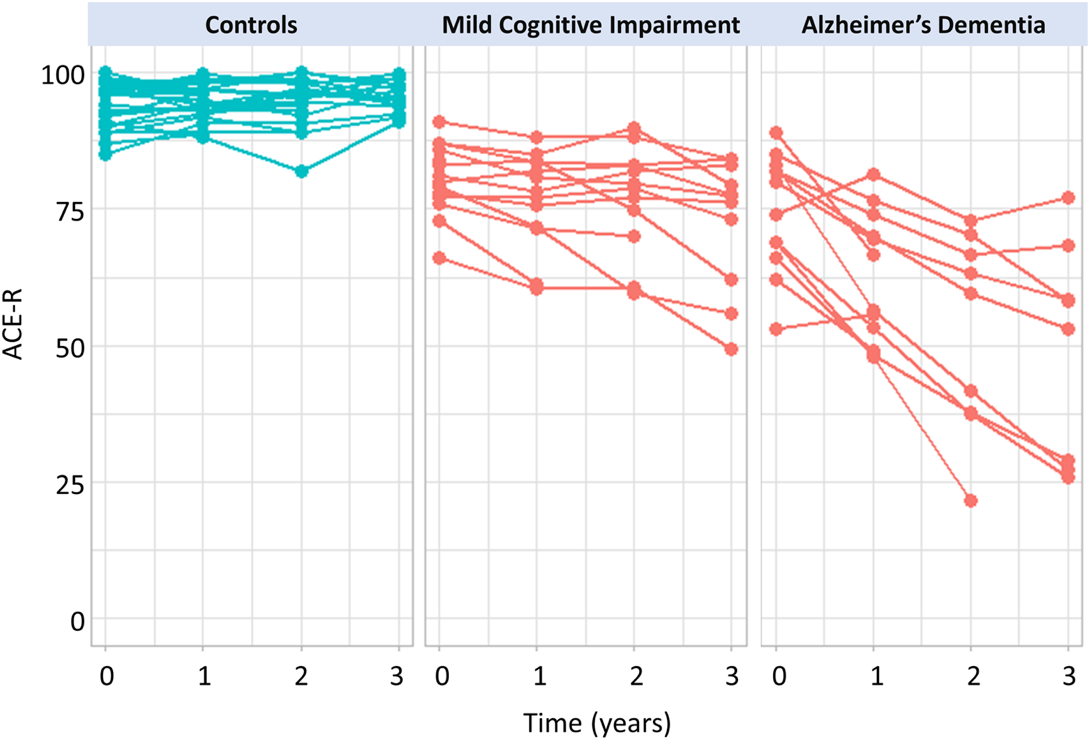 Controls Mild Cognitive Impairment Alzheimer’s Dementia
100
75
50
25
0
ACE-R
0 1 2 3 0 1 2 3 0 1 2 3
Time (years)